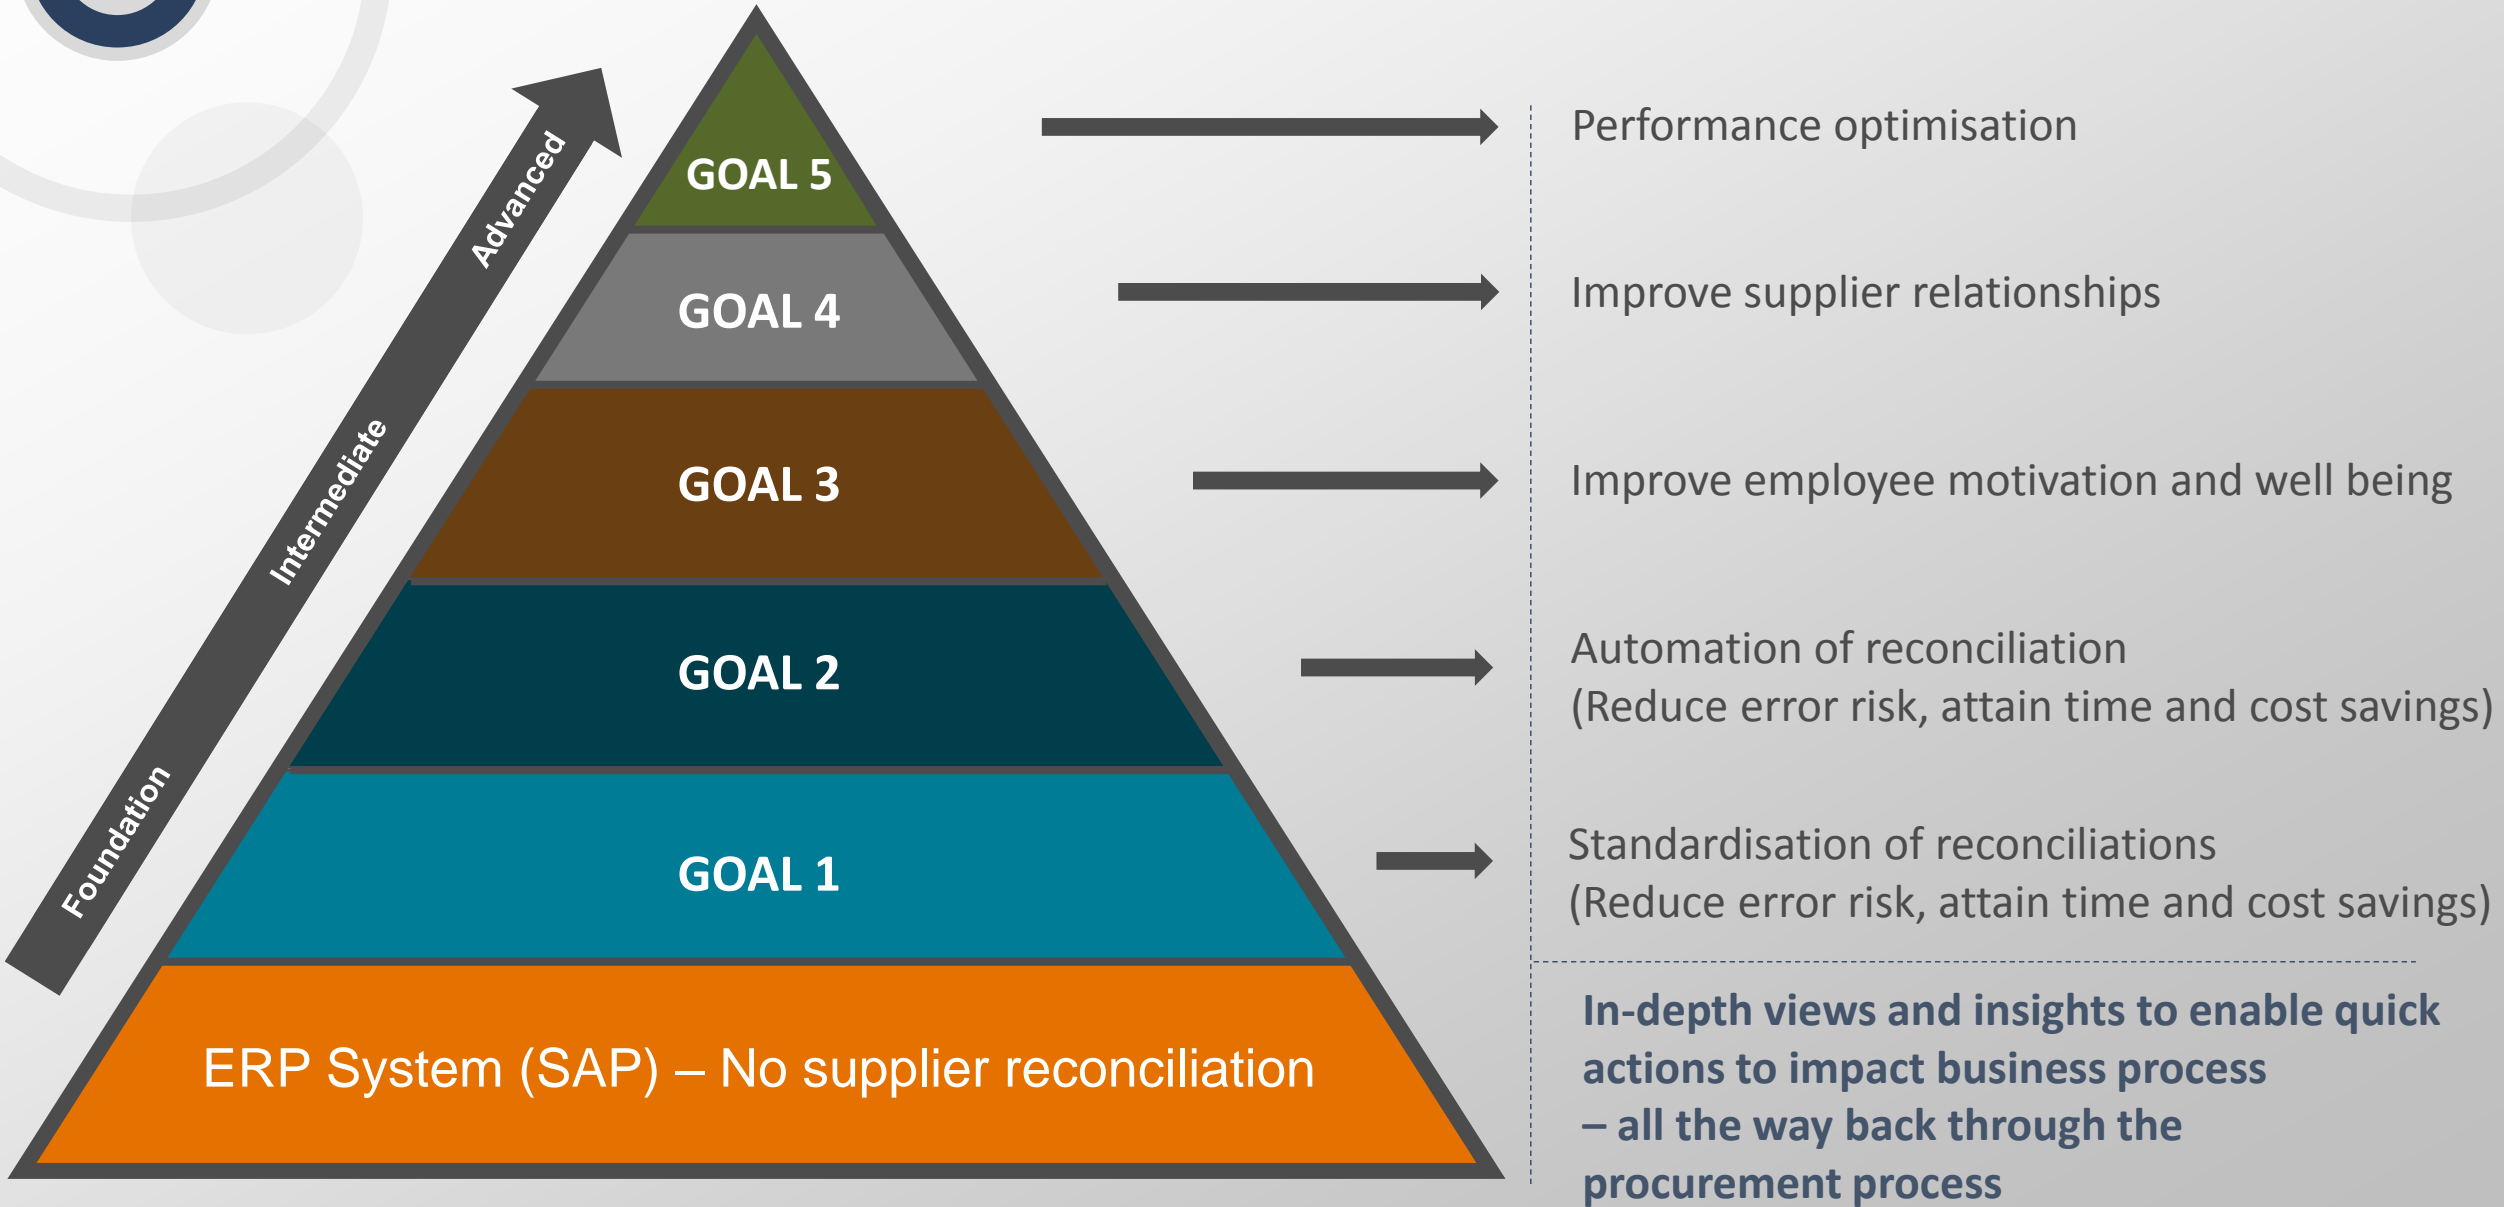 Advanced
Intermediate
Foundation
GOAL 5
Performance optimisation
GOAL 4
Improve supplier relationships
GOAL 3
Improve employee motivation and well being
GOAL 2
Automation of reconciliation
(Reduce error risk, attain time and cost savings)
GOAL 1
Standardisation of reconciliations
(Reduce error risk, attain time and cost savings)
ERP System (SAP) – No supplier reconciliation
In-depth views and insights to enable quick
actions to impact business process
– all the way back through the
procurement process